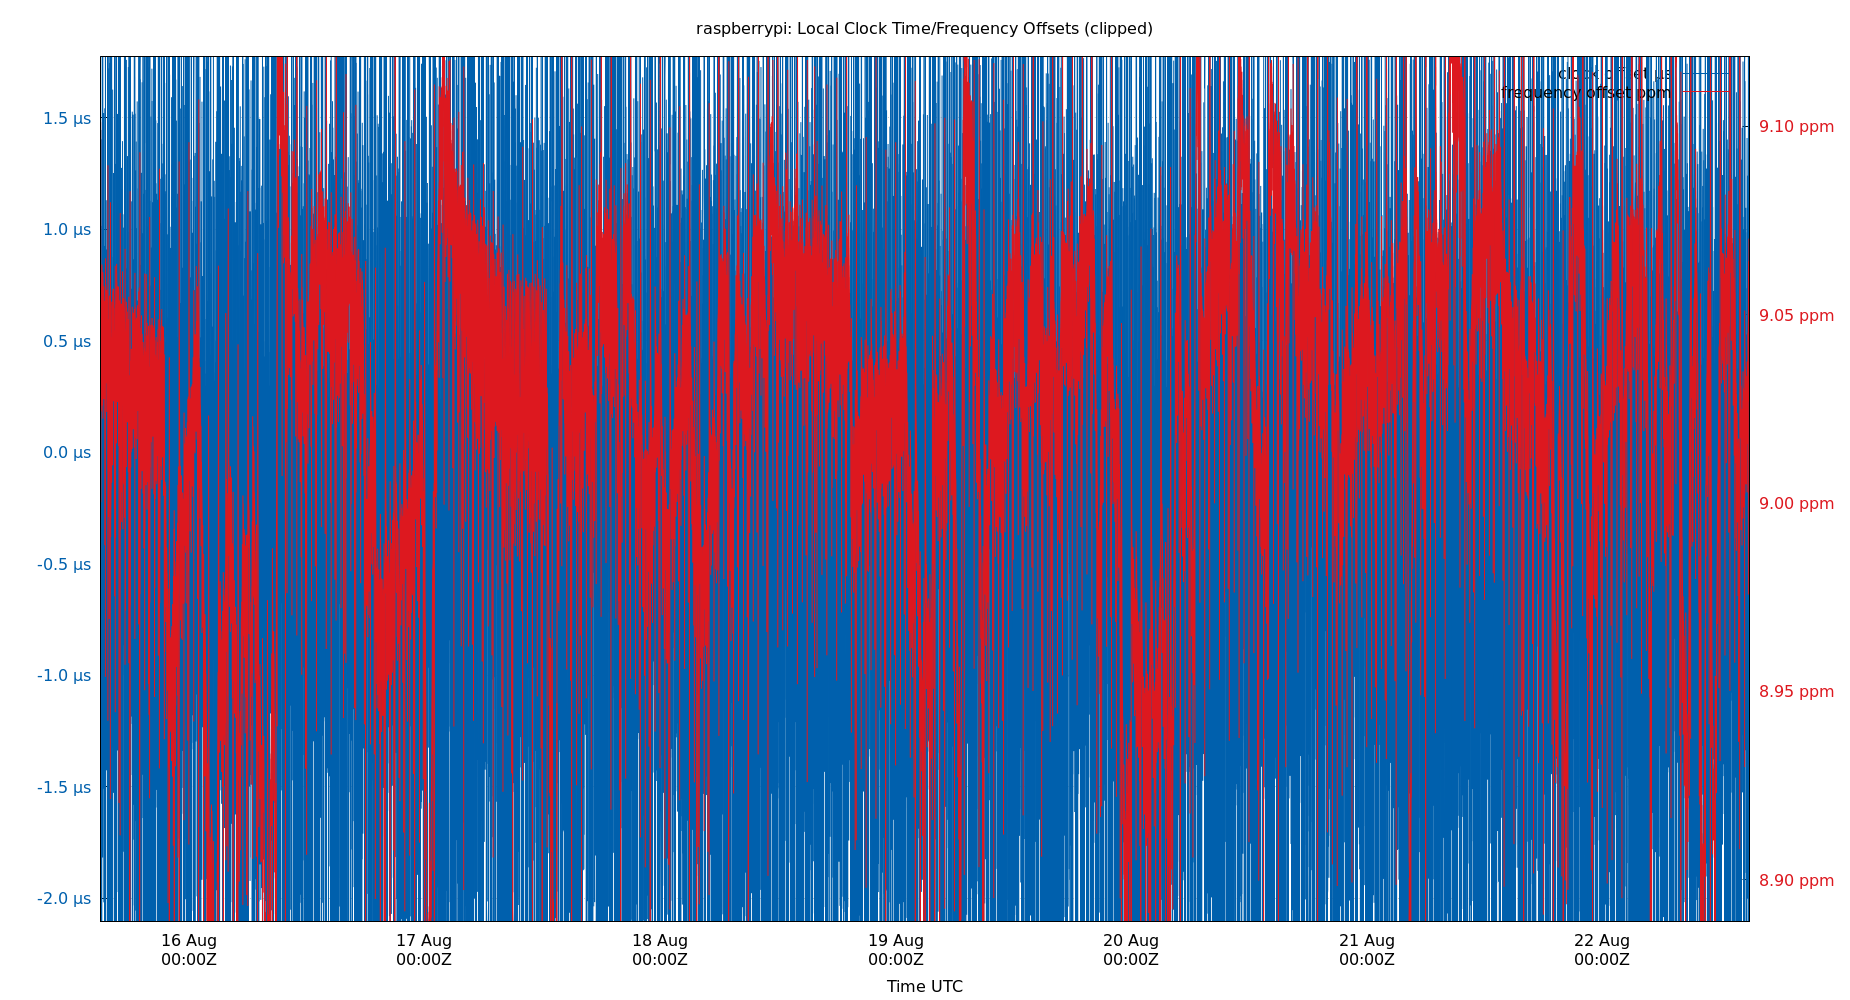 raspberrypi: Local Clock Time/Frequency Offsets (clipped)
clock offset µs
frequency offset ppm
1.5 µs
1.0 µs
0.5 µs
0.0 µs
-0.5 µs
-1.0 µs
-1.5 µs
-2.0 µs
9.10 ppm
9.05 ppm
9.00 ppm
8.95 ppm
8.90 ppm
16 Aug
00:00Z
17 Aug
00:00Z
18 Aug
00:00Z
19 Aug
00:00Z
20 Aug
00:00Z
21 Aug
00:00Z
22 Aug
00:00Z
Time UTC